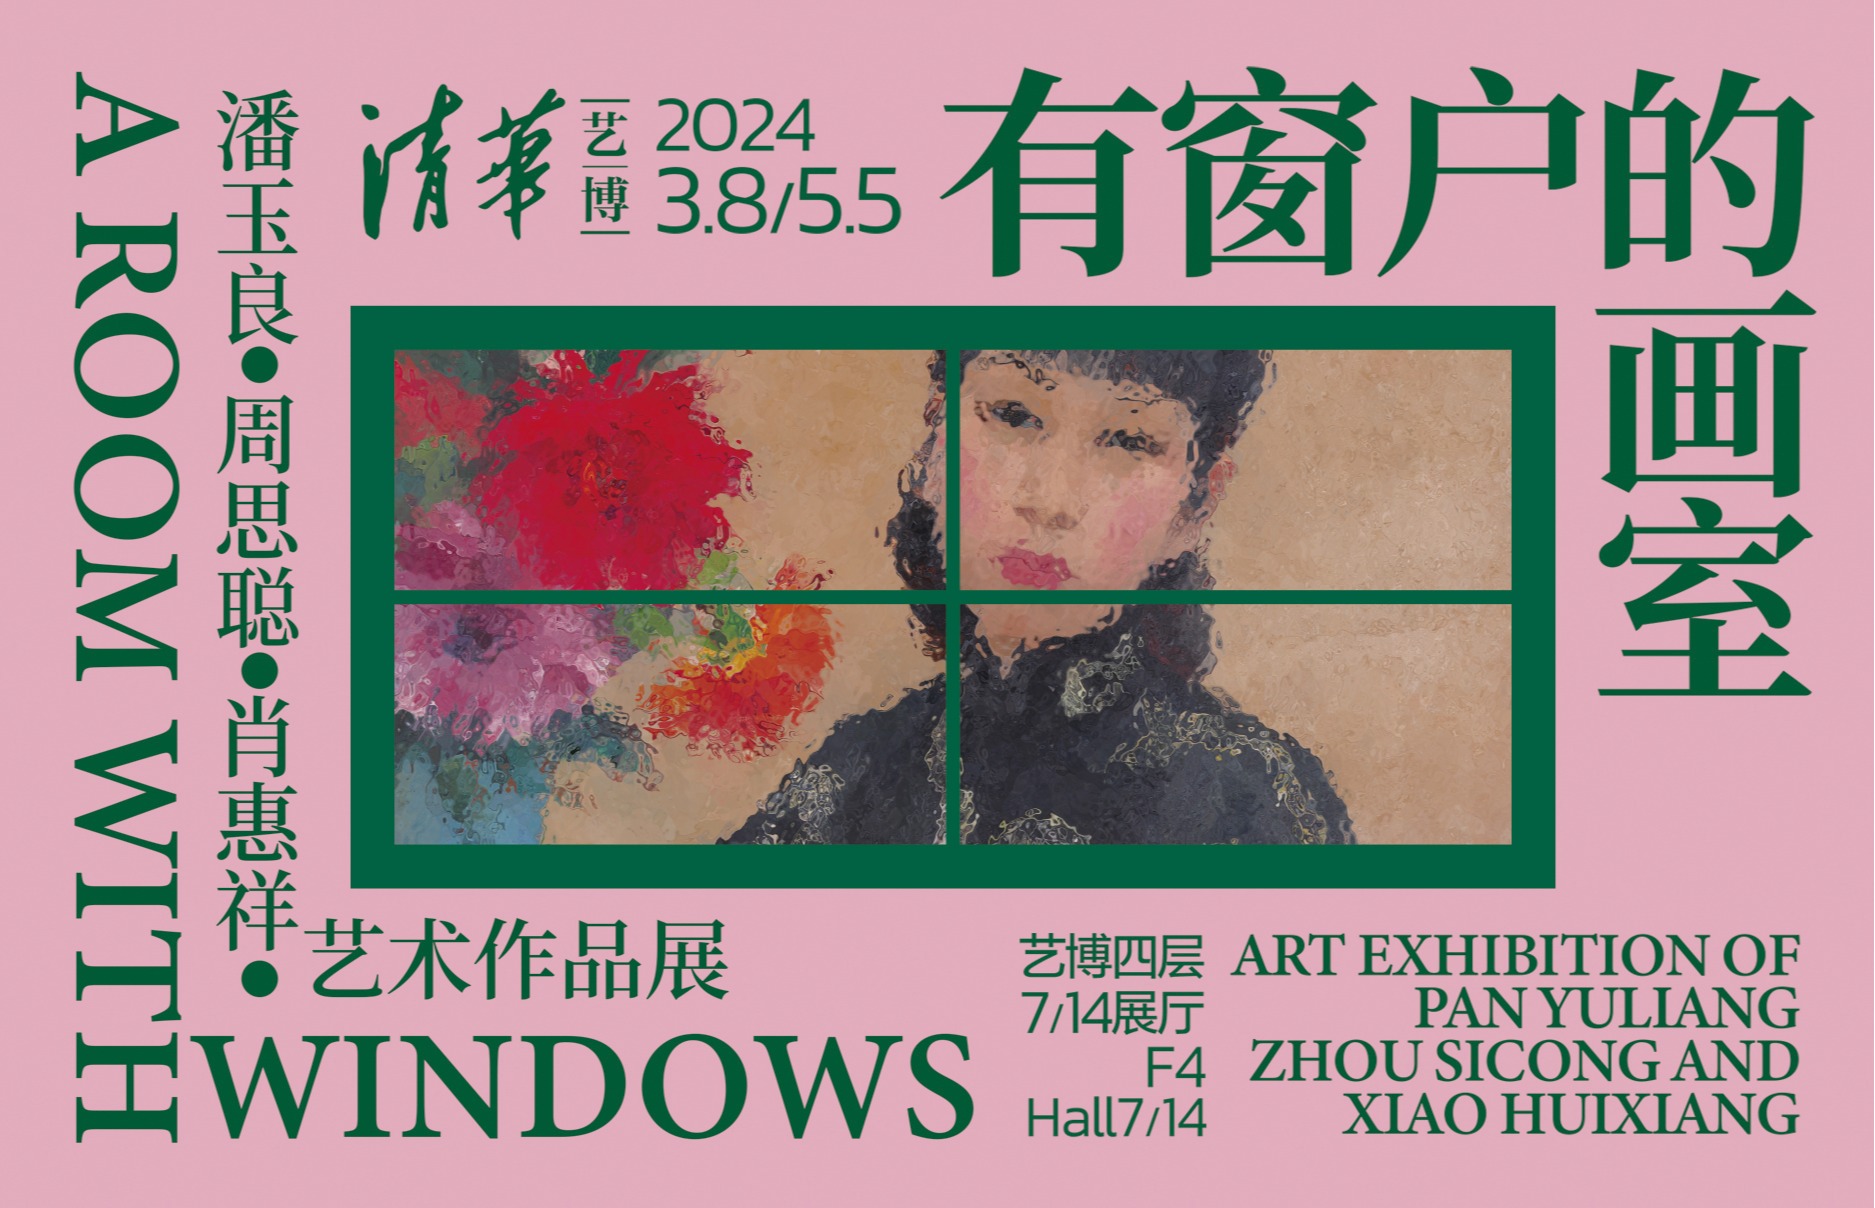 有窗户的画室
清華
艺博
2024
3.8/5.5
潘玉良•周思聪•肖惠祥•艺术作品展
A ROOM WITH WINDOWS
艺博四层
7/14展厅
F4
Hall7/14
ART EXHIBITION OF
PAN YULIANG
ZHOU SICONG AND
XIAO HUIXIANG